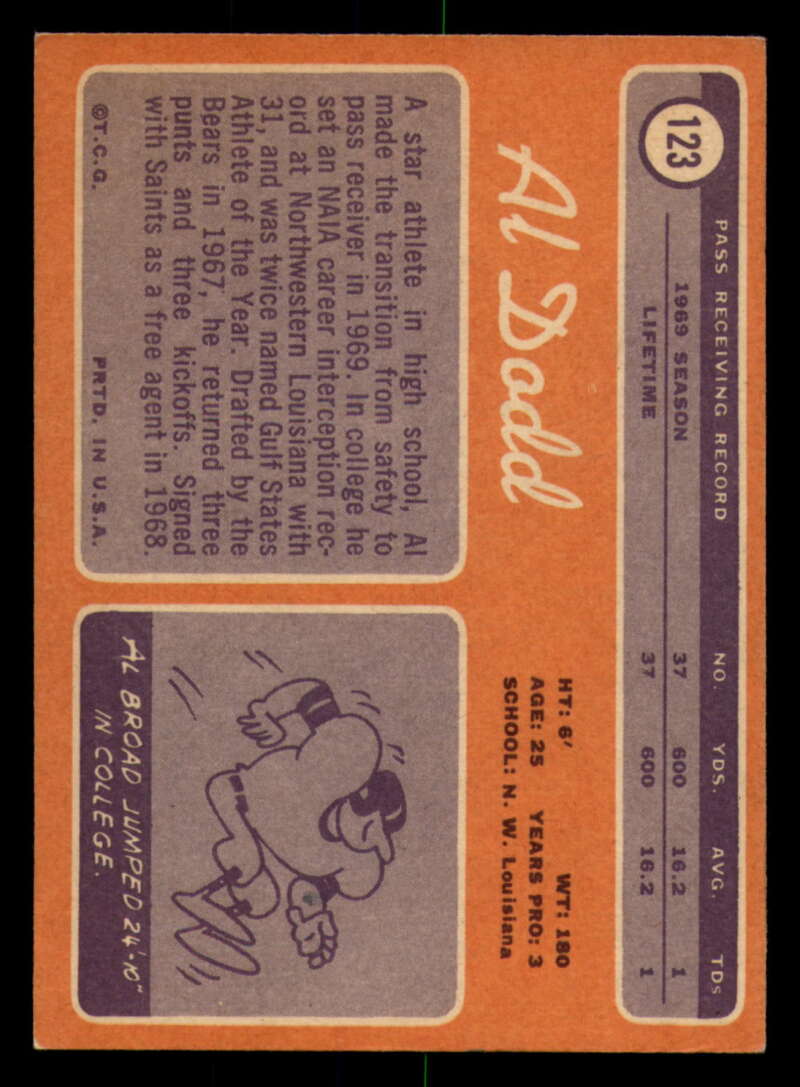 123
PASS RECEIVING RECORD NO. YDS. AVG. TDs
1969 SEASON 37 600 16.2 1
LIFETIME 37 600 16.2 1
Al Dodd
HT: 6' WT: 180
AGE: 25 YEARS PRO: 3
SCHOOL: N. W. Louisiana
A star athlete in high school, Al
made the transition from safety to
pass receiver in 1969. In college he
set an NAIA career interception rec-
ord at Northwestern Louisiana with
31, and was twice named Gulf States
Athlete of the Year. Drafted by the
Bears in 1967, he returned three
punts and three kickoffs. Signed
with Saints as a free agent in 1968.
©T.C.G. PRTD. IN U.S.A.
AL BROAD JUMPED 24'-10"
IN COLLEGE.